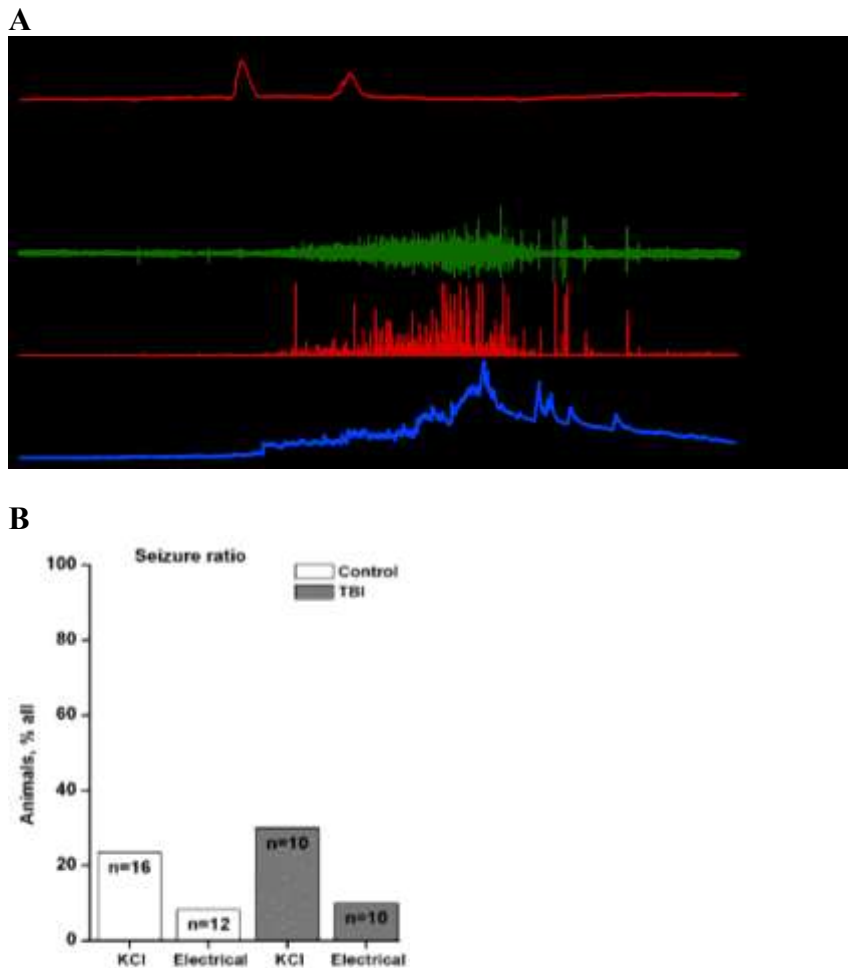 A
B
Seizure ratio
Control
TBI
Animals, % all
100
80
60
40
20
0
n=16
n=12
n=10
n=10
KCl Electrical KCl Electrical